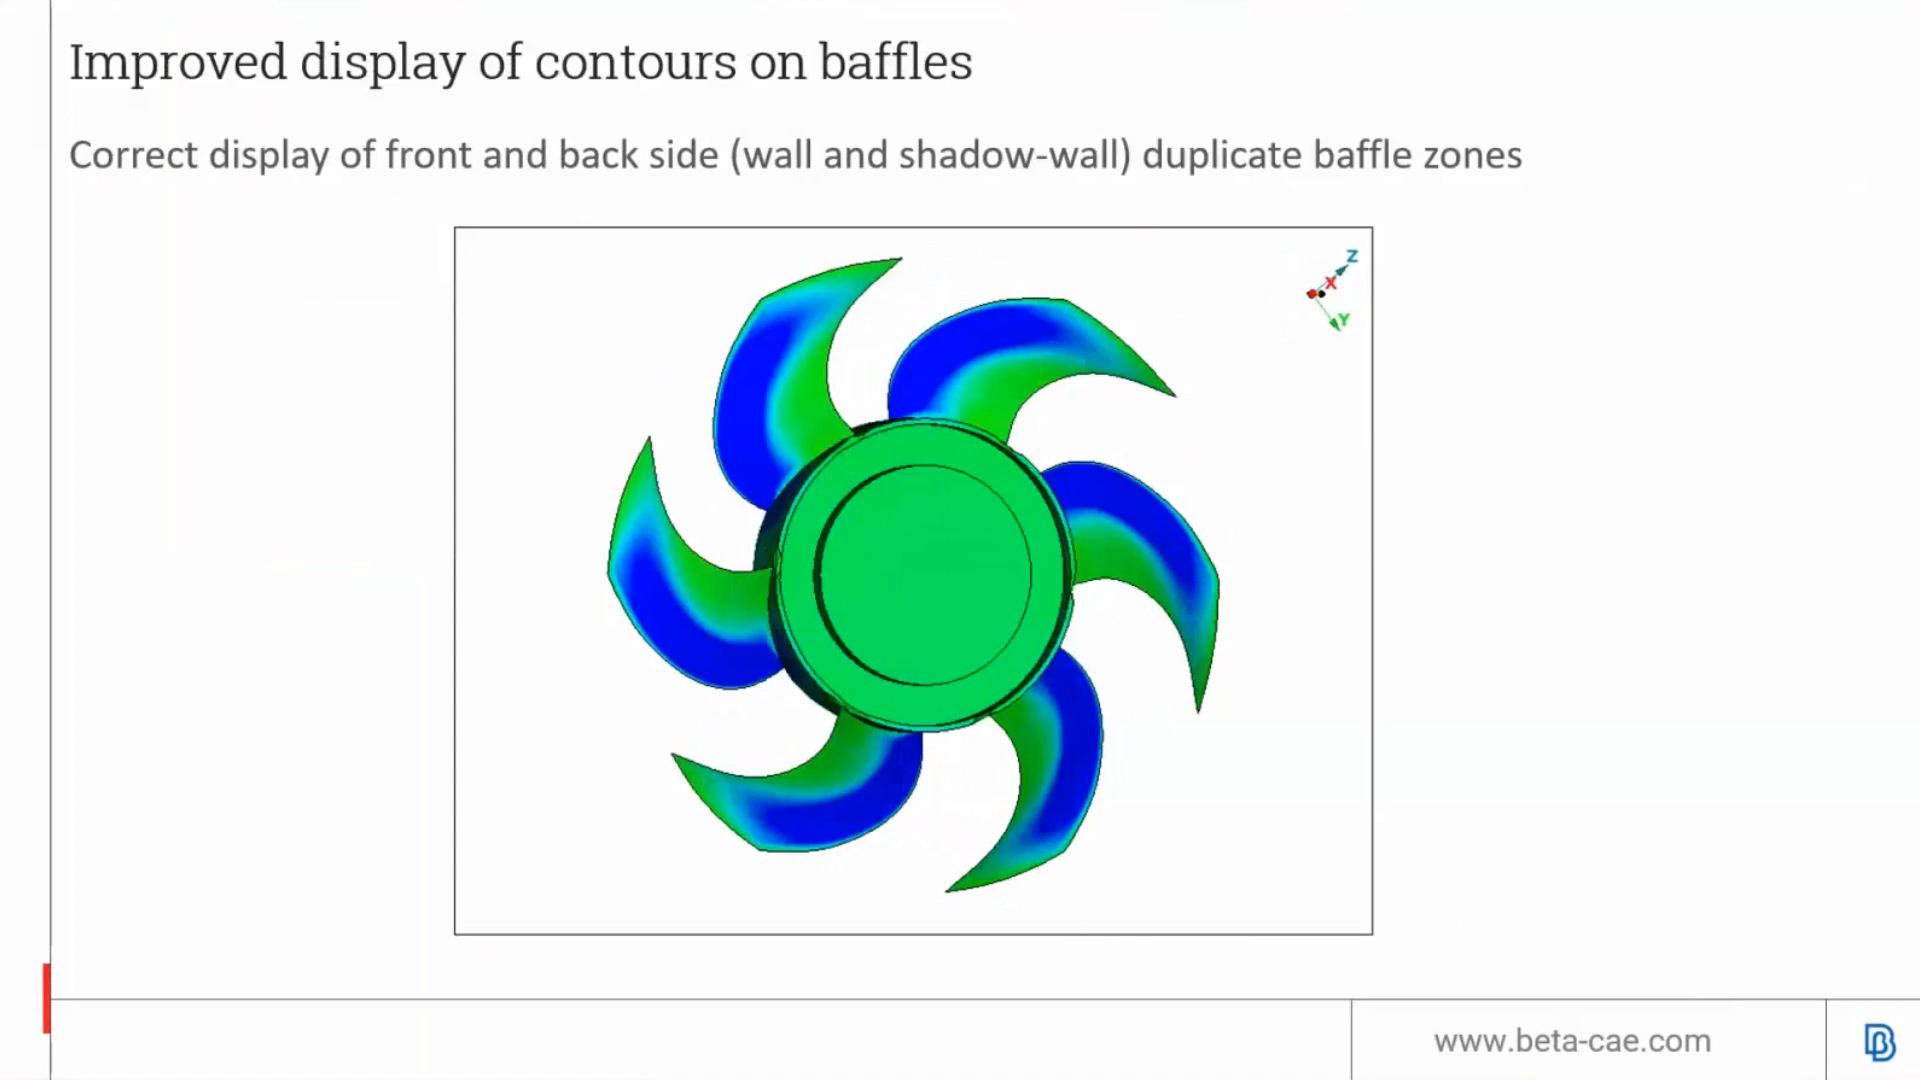 Improved display of contours on baffles
Correct display of front and back side (wall and shadow-wall) duplicate baffle zones
Z
X
Y
www.beta-cae.com